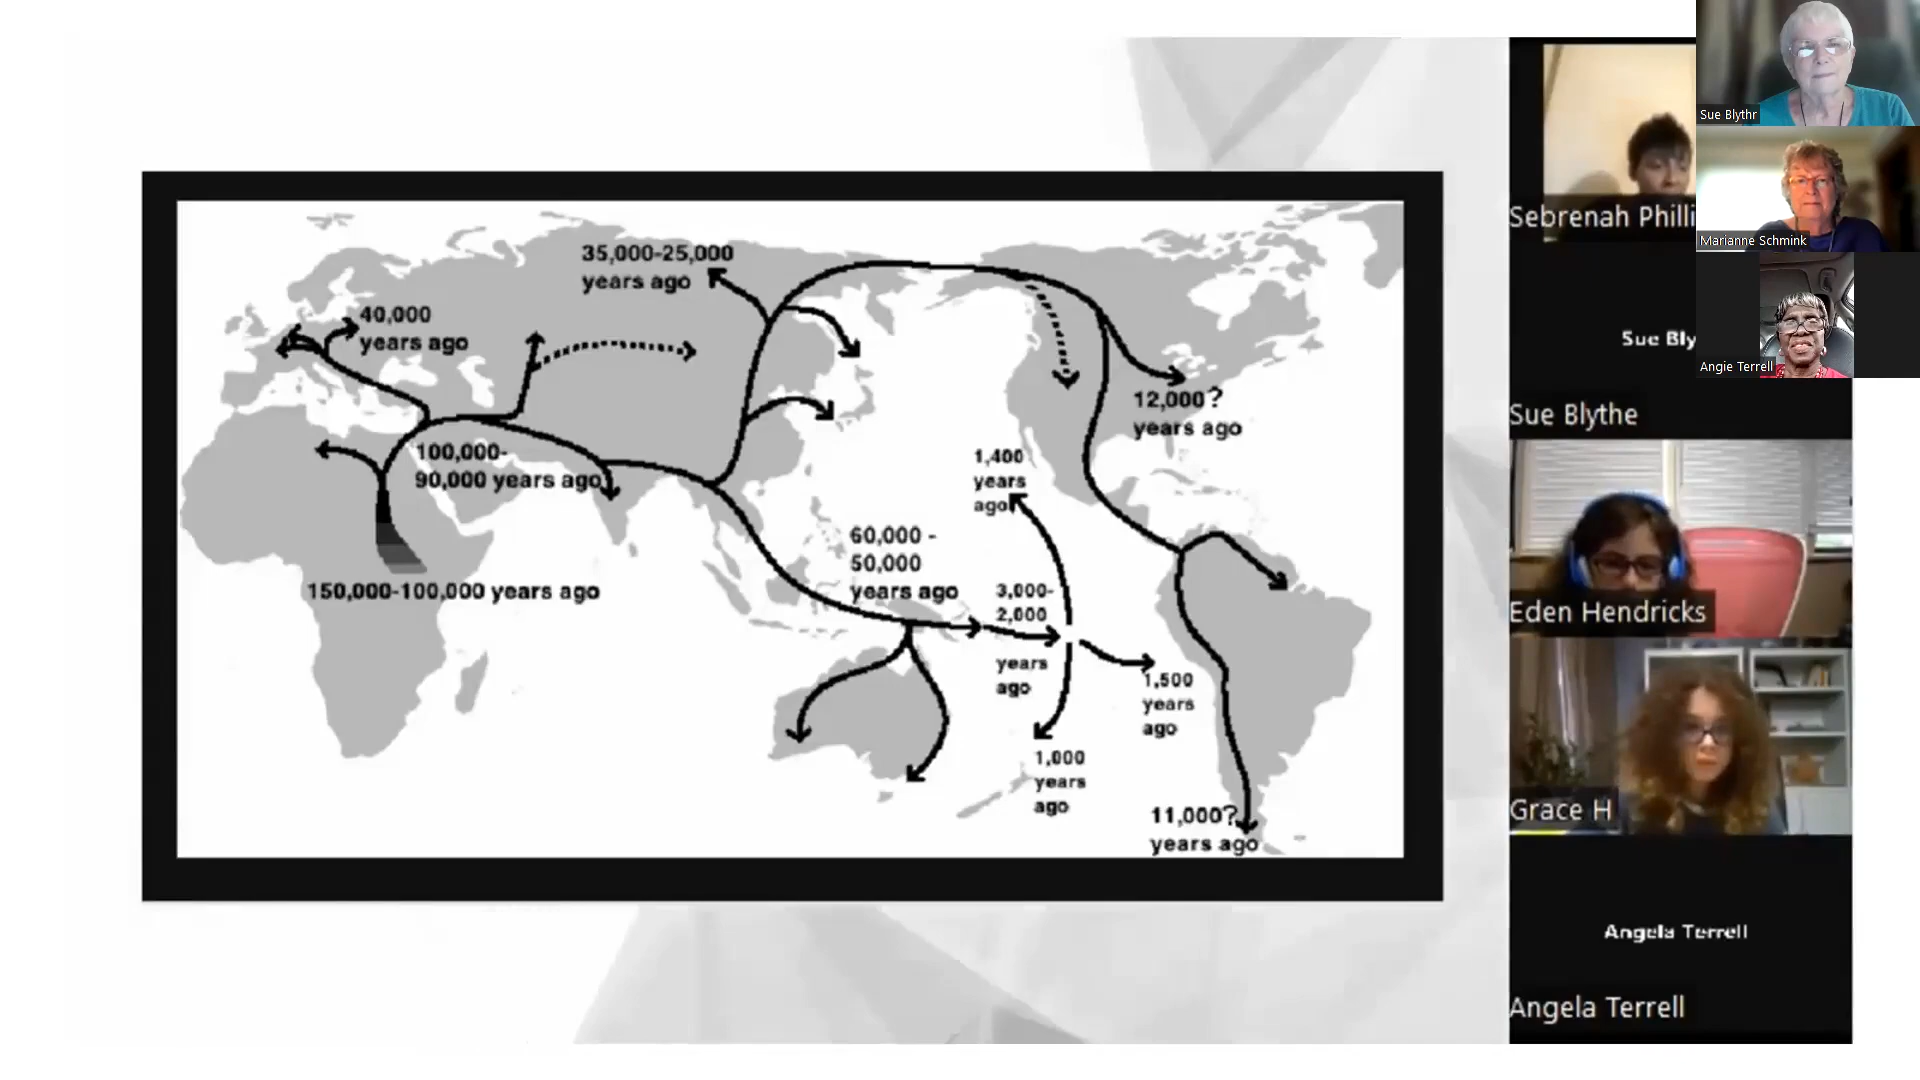 35,000-25,000
years ago
40,000
years ago
100,000-
90,000 years ago
150,000-100,000 years ago
60,000 -
50,000
years ago
12,000?
years ago
1,400
years
ago
3,000-
2,000
years
ago
1,500
years
ago
1,000
years
ago
11,000?
years ago
Sebrenah Philli
Sue Bly
Sue Blythe
Eden Hendricks
Grace H
Angela Terrell
Angela Terrell
Sue Blythr
Marianne Schmink
Angie Terrell